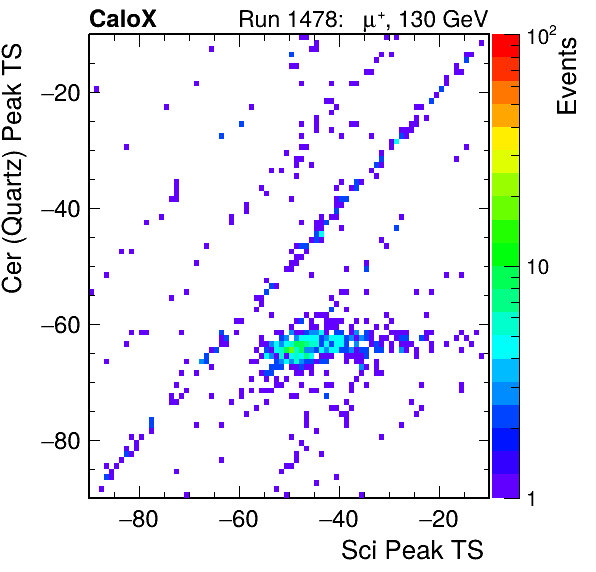 CaloX Run 1478: μ⁺, 130 GeV
Cer (Quartz) Peak TS
−20
−40
−60
−80
−80 −60 −40 −20
Sci Peak TS
10²
10
1
Events